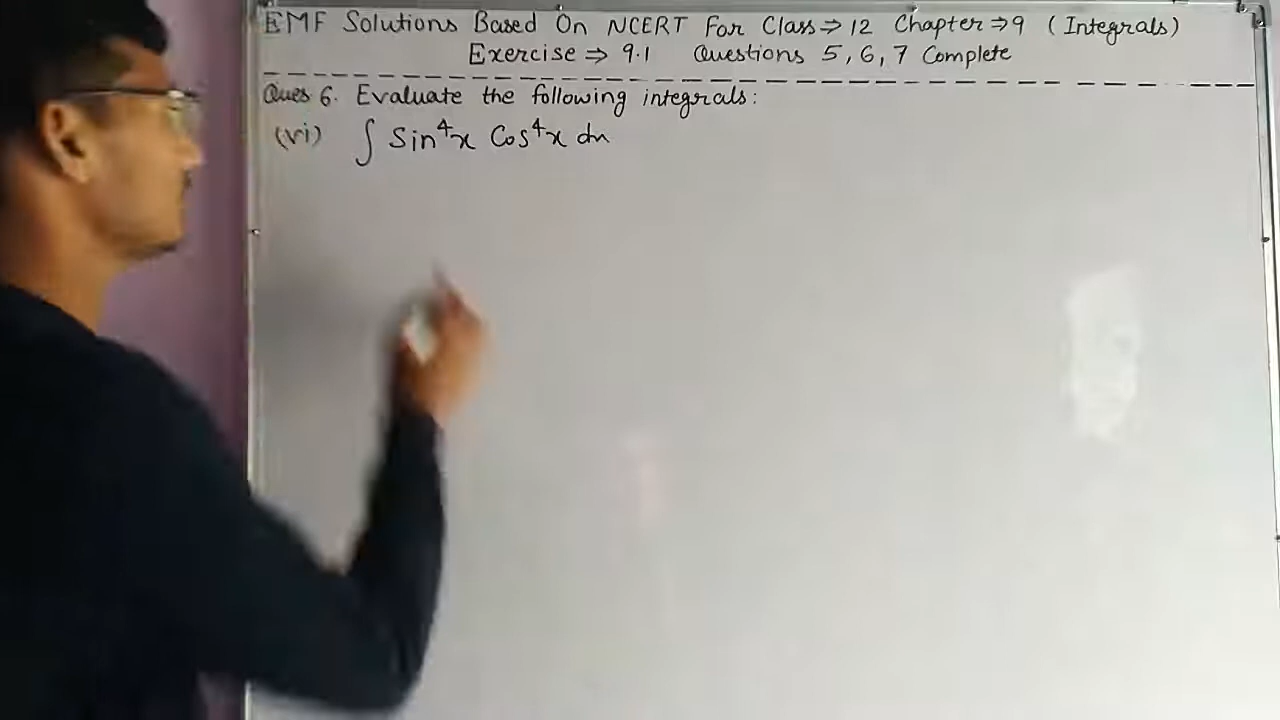 EMF Solutions Based On NCERT For Class⇒ 12 Chapter⇒9 (Integrals)
Exercise ⇒ 9.1 Questions 5, 6, 7 Complete
Ques 6. Evaluate the following integrals:
(vi) ∫ Sin⁴x Cos⁴x dx